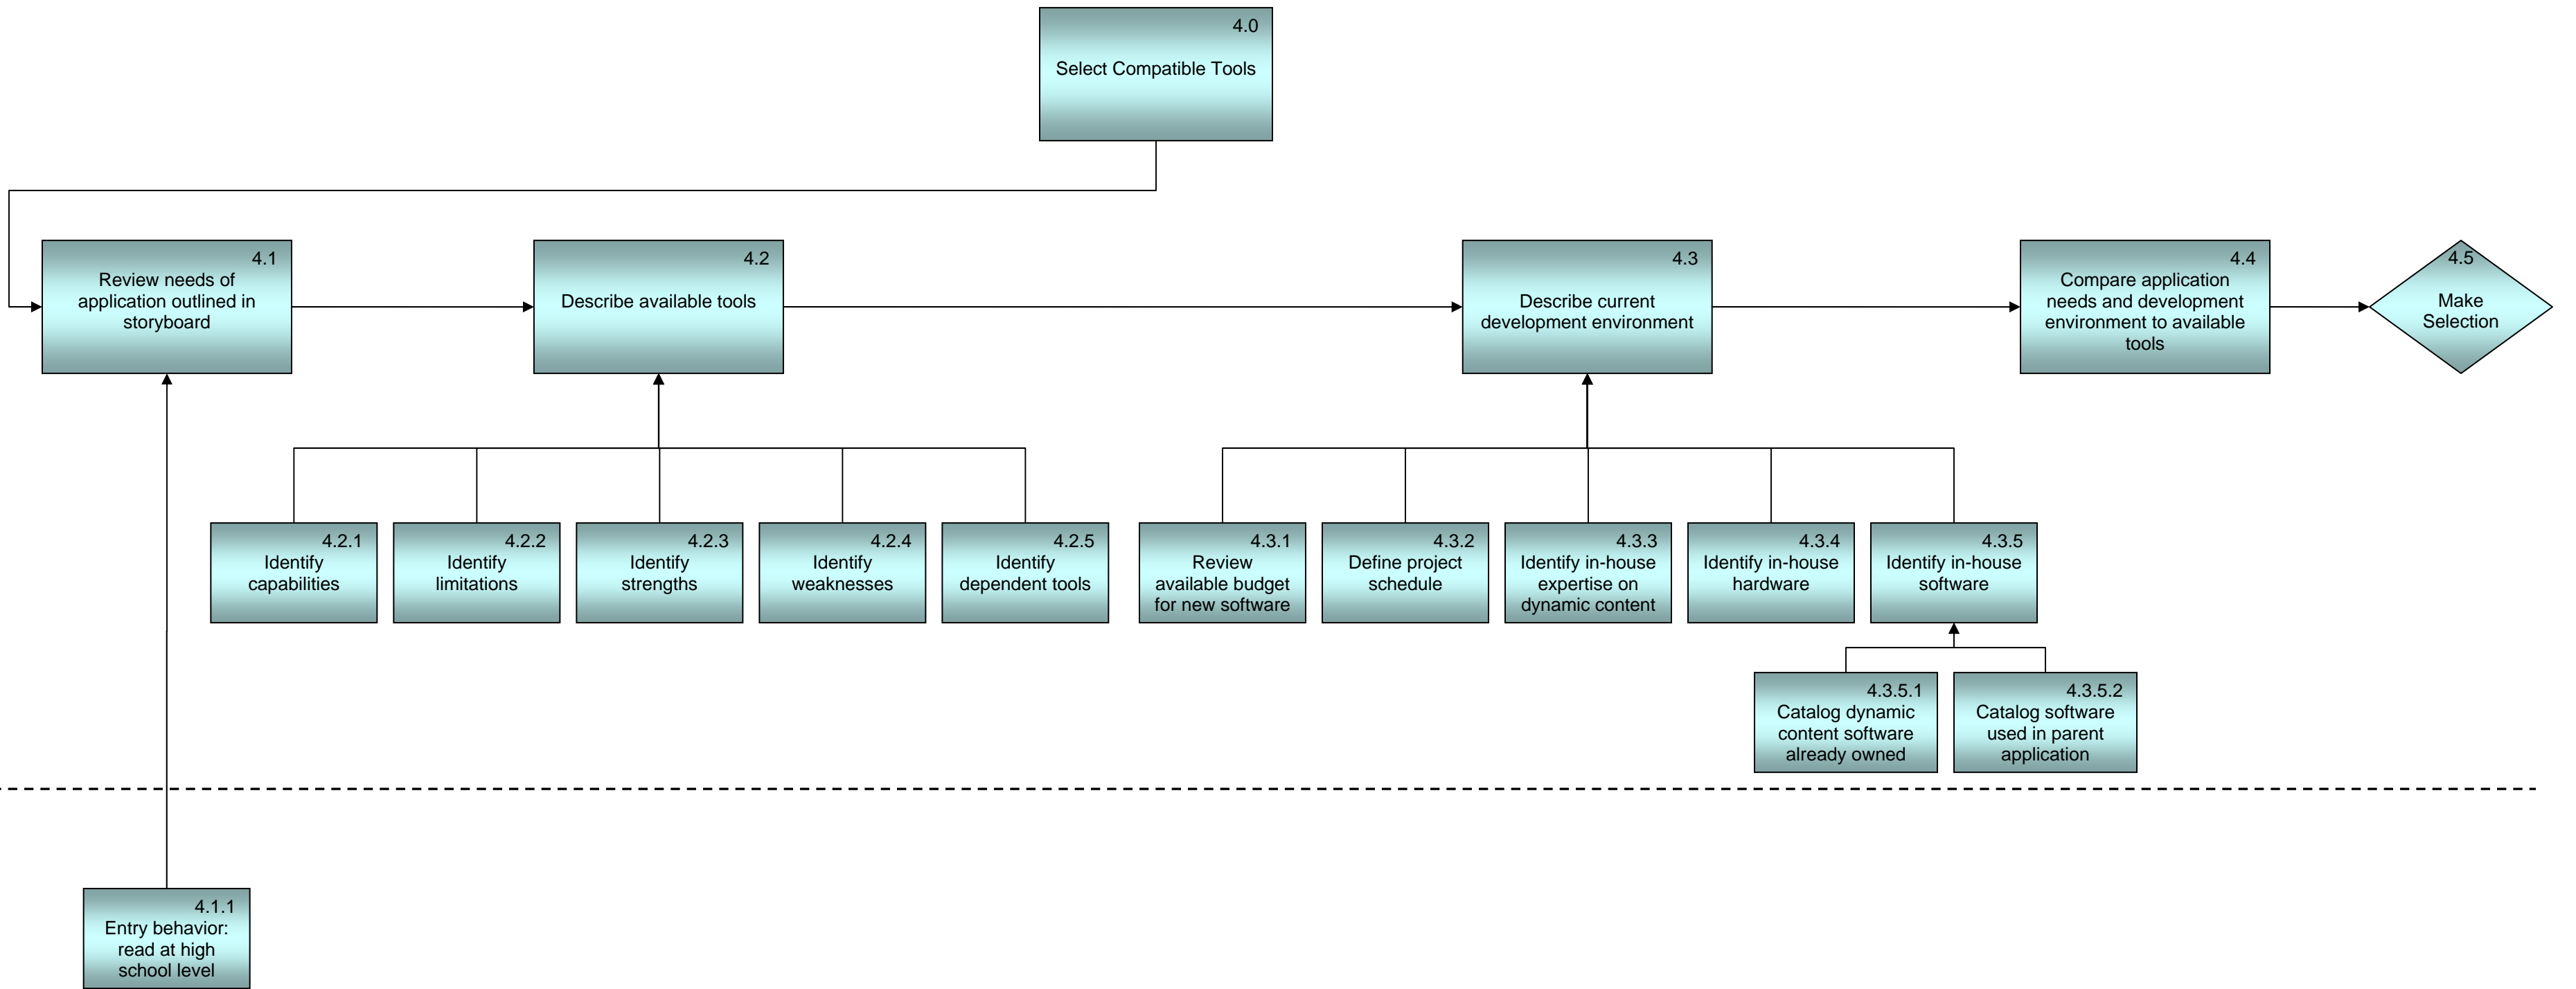 4.0
Select Compatible Tools
4.1
Review needs of
application outlined in
storyboard
4.2
Describe available tools
4.3
Describe current
development environment
4.4
Compare application
needs and development
environment to available
tools
4.5
Make
Selection
4.2.1
Identify
capabilities
4.2.2
Identify
limitations
4.2.3
Identify
strengths
4.2.4
Identify
weaknesses
4.2.5
Identify
dependent tools
4.3.1
Review
available budget
for new software
4.3.2
Define project
schedule
4.3.3
Identify in-house
expertise on
dynamic content
4.3.4
Identify in-house
hardware
4.3.5
Identify in-house
software
4.3.5.1
Catalog dynamic
content software
already owned
4.3.5.2
Catalog software
used in parent
application
4.1.1
Entry behavior:
read at high
school level